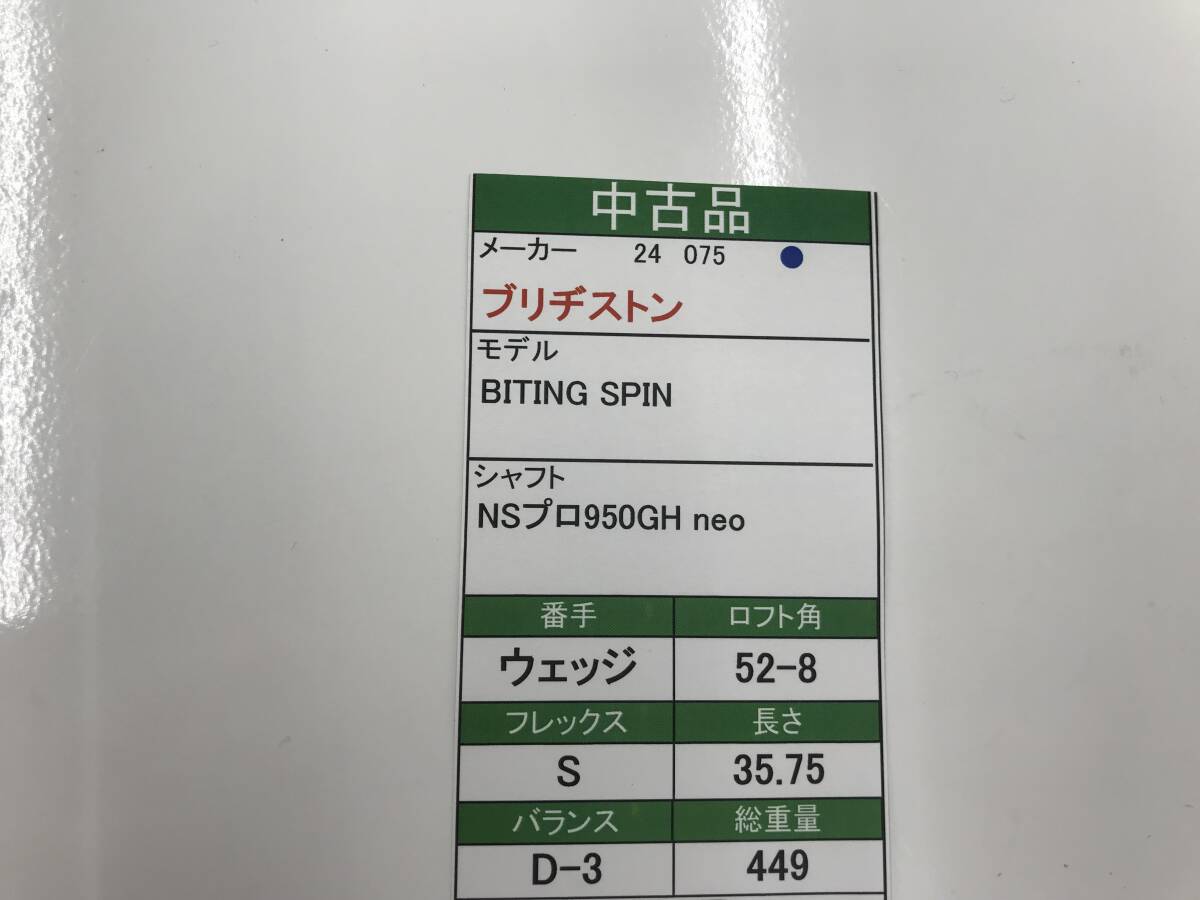 中古品
メーカー 24 075
ブリヂストン
モデル
BITING SPIN
シャフト
NSプロ950GH neo
番手 ロフト角
ウェッジ 52-8
フレックス 長さ
S 35.75
バランス 総重量
D-3 449